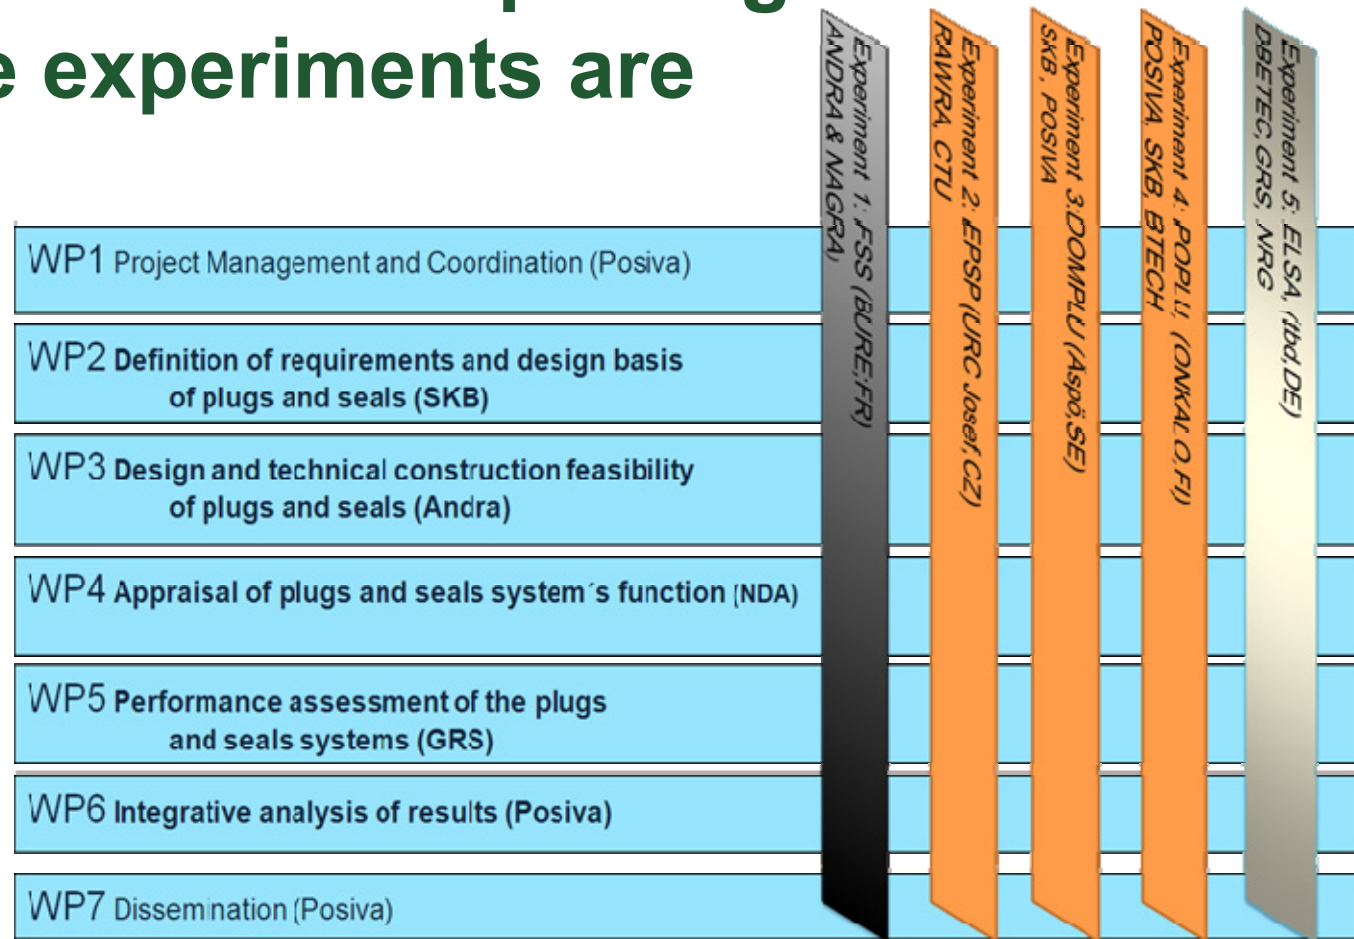 e experiments are
WP1 Project Management and Coordination (Posiva)
WP2 Definition of requirements and design basis
of plugs and seals (SKB)
WP3 Design and technical construction feasibility
of plugs and seals (Andra)
WP4 Appraisal of plugs and seals system´s function (NDA)
WP5 Performance assessment of the plugs
and seals systems (GRS)
WP6 Integrative analysis of results (Posiva)
WP7 Dissemination (Posiva)
Experiment 1: FSS (BURE;FR)
ANDRA & NAGRA)
Experiment 2: EPSP (URC Josef,CZ)
RAWRA, CTU
Experiment 3:DOMPLU (Äspö,SE)
SKB, POSIVA
Experiment 4: POPLU, (ONKALO,FI)
POSIVA, SKB, BTECH
Experiment 5: ELSA, (tbd,DE)
DBETEC, GRS, NRG